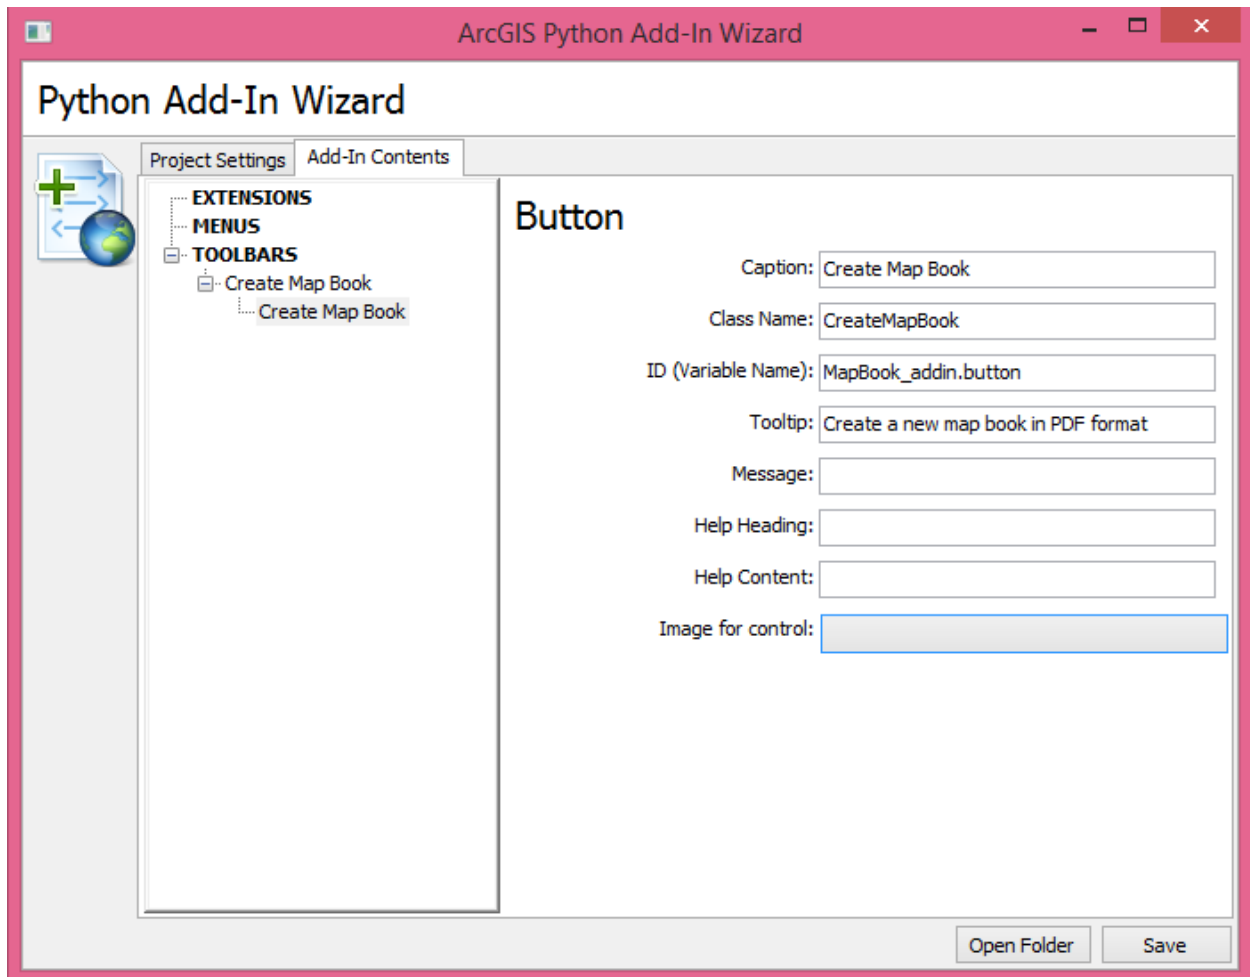 ArcGIS Python Add-In Wizard
Python Add-In Wizard
Project Settings
Add-In Contents
EXTENSIONS
MENUS
TOOLBARS
Create Map Book
Create Map Book
Button
Caption: Create Map Book
Class Name: CreateMapBook
ID (Variable Name): MapBook_addin.button
Tooltip: Create a new map book in PDF format
Message:
Help Heading:
Help Content:
Image for control:
Open Folder
Save